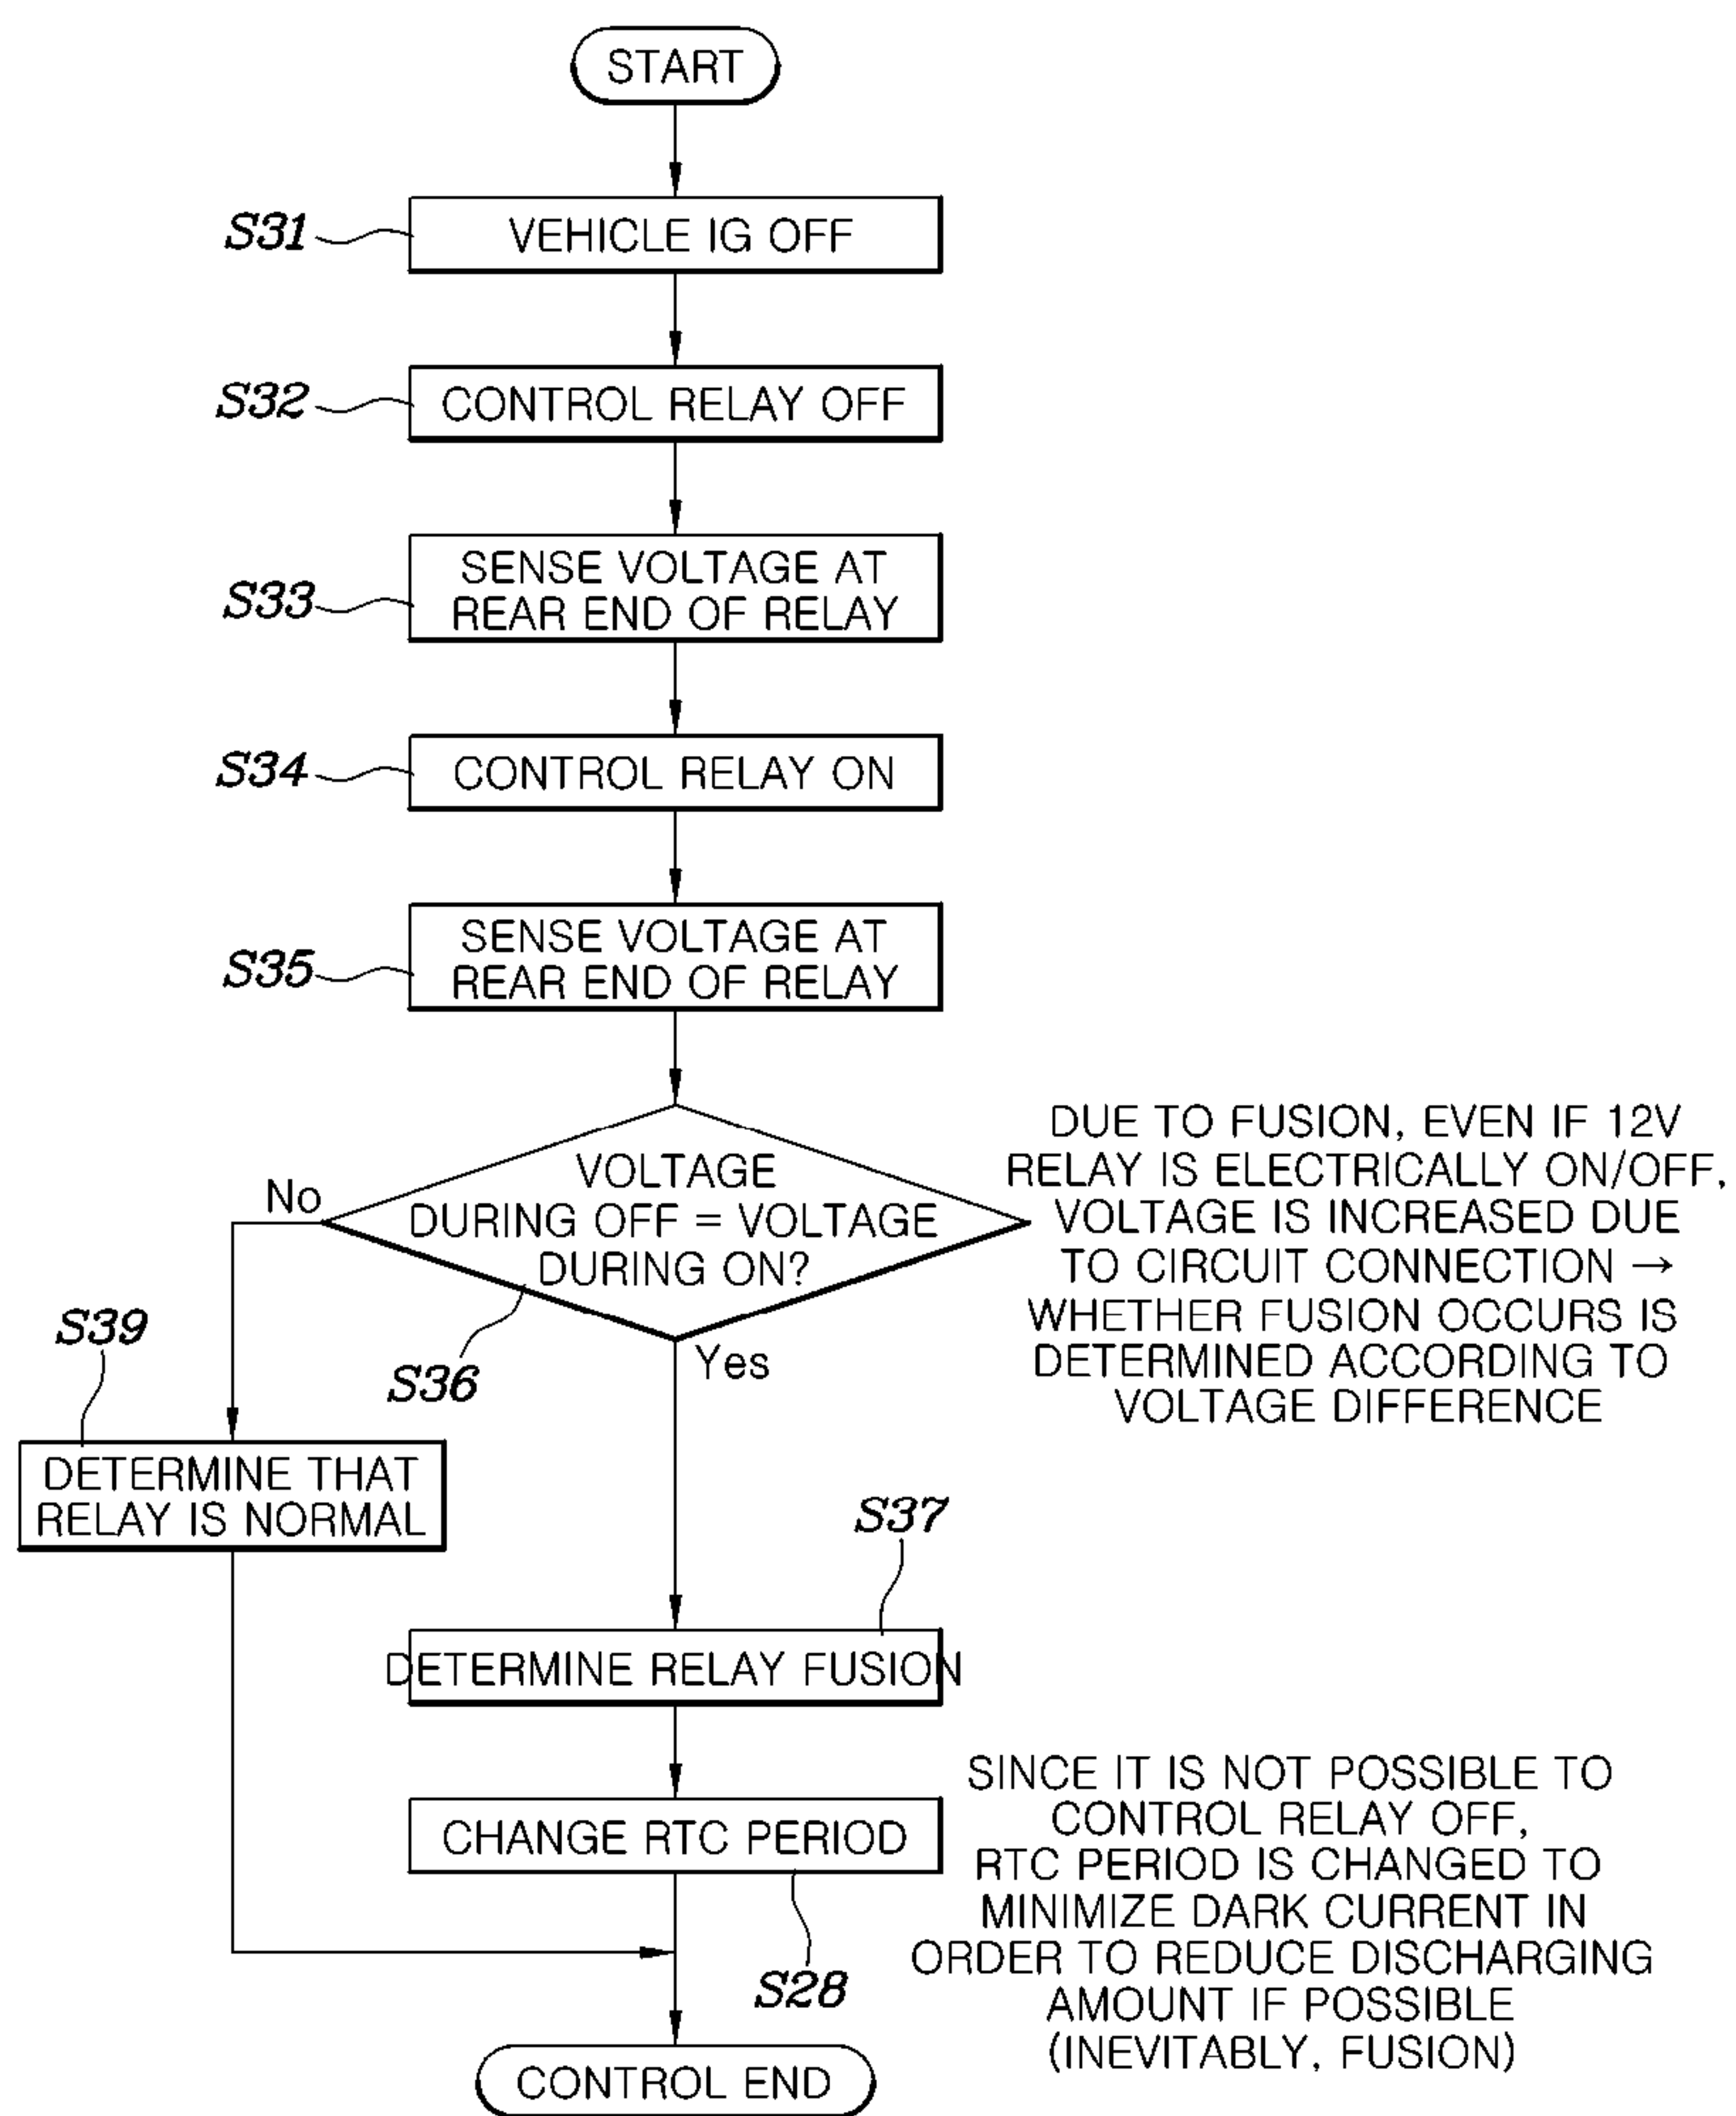 START
S31
VEHICLE IG OFF
S32
CONTROL RELAY OFF
S33
SENSE VOLTAGE AT
REAR END OF RELAY
S34
CONTROL RELAY ON
S35
SENSE VOLTAGE AT
REAR END OF RELAY
VOLTAGE
DURING OFF = VOLTAGE
DURING ON?
No
Yes
S36
DUE TO FUSION, EVEN IF 12V
RELAY IS ELECTRICALLY ON/OFF,
VOLTAGE IS INCREASED DUE
TO CIRCUIT CONNECTION →
WHETHER FUSION OCCURS IS
DETERMINED ACCORDING TO
VOLTAGE DIFFERENCE
S39
DETERMINE THAT
RELAY IS NORMAL
S37
DETERMINE RELAY FUSION
CHANGE RTC PERIOD
S28
SINCE IT IS NOT POSSIBLE TO
CONTROL RELAY OFF,
RTC PERIOD IS CHANGED TO
MINIMIZE DARK CURRENT IN
ORDER TO REDUCE DISCHARGING
AMOUNT IF POSSIBLE
(INEVITABLY, FUSION)
CONTROL END